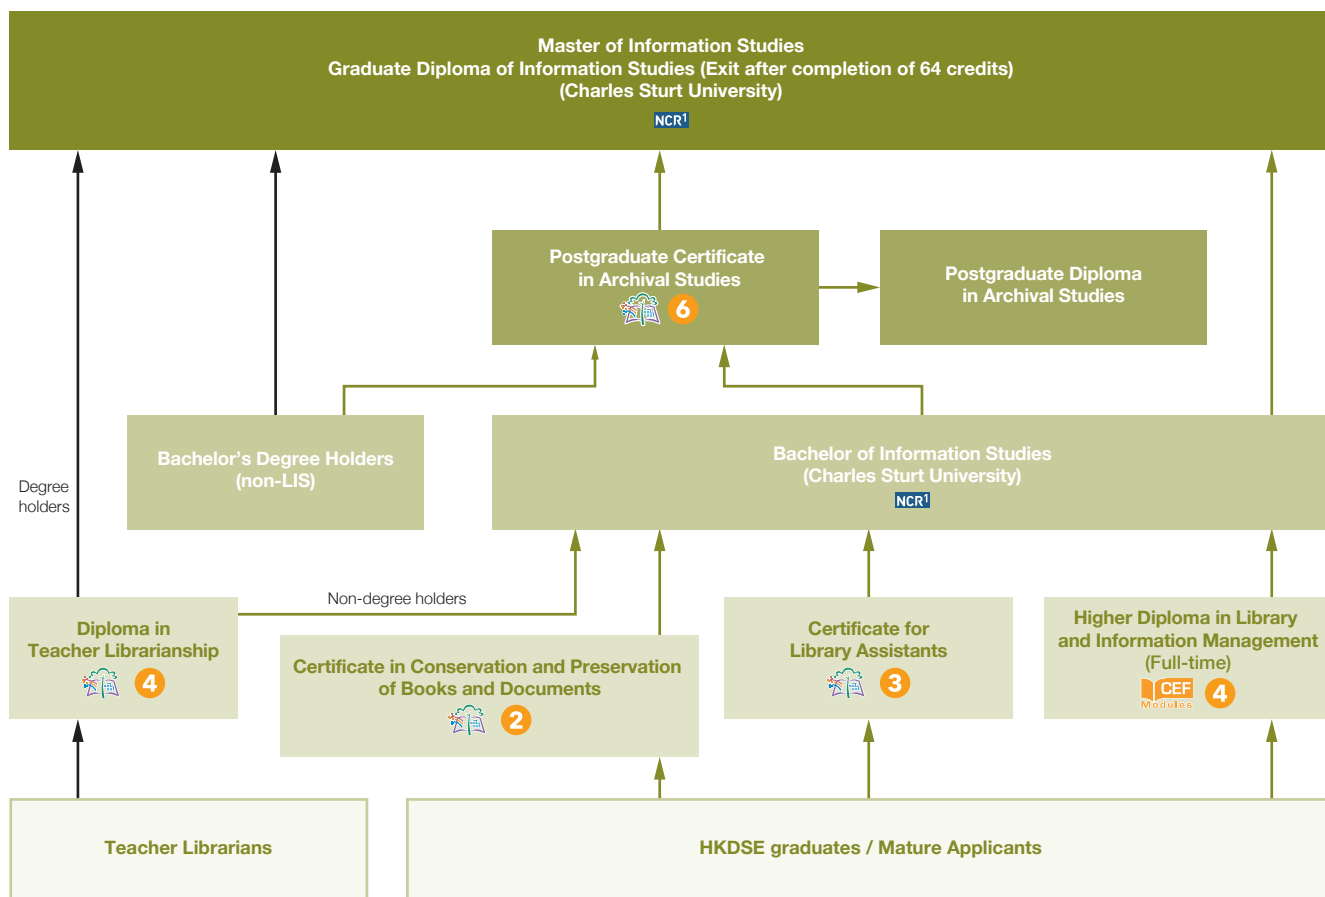 Master of Information Studies
Graduate Diploma of Information Studies (Exit after completion of 64 credits)
(Charles Sturt University)
NCR1
Postgraduate Certificate
in Archival Studies
6
Postgraduate Diploma
in Archival Studies
Bachelor's Degree Holders
(non-LIS)
Bachelor of Information Studies
(Charles Sturt University)
NCR1
Degree
holders
Non-degree holders
Diploma in
Teacher Librarianship
4
Certificate in Conservation and Preservation
of Books and Documents
2
Certificate for
Library Assistants
3
Higher Diploma in Library
and Information Management
(Full-time)
CEF
Modules
4
Teacher Librarians
HKDSE graduates / Mature Applicants